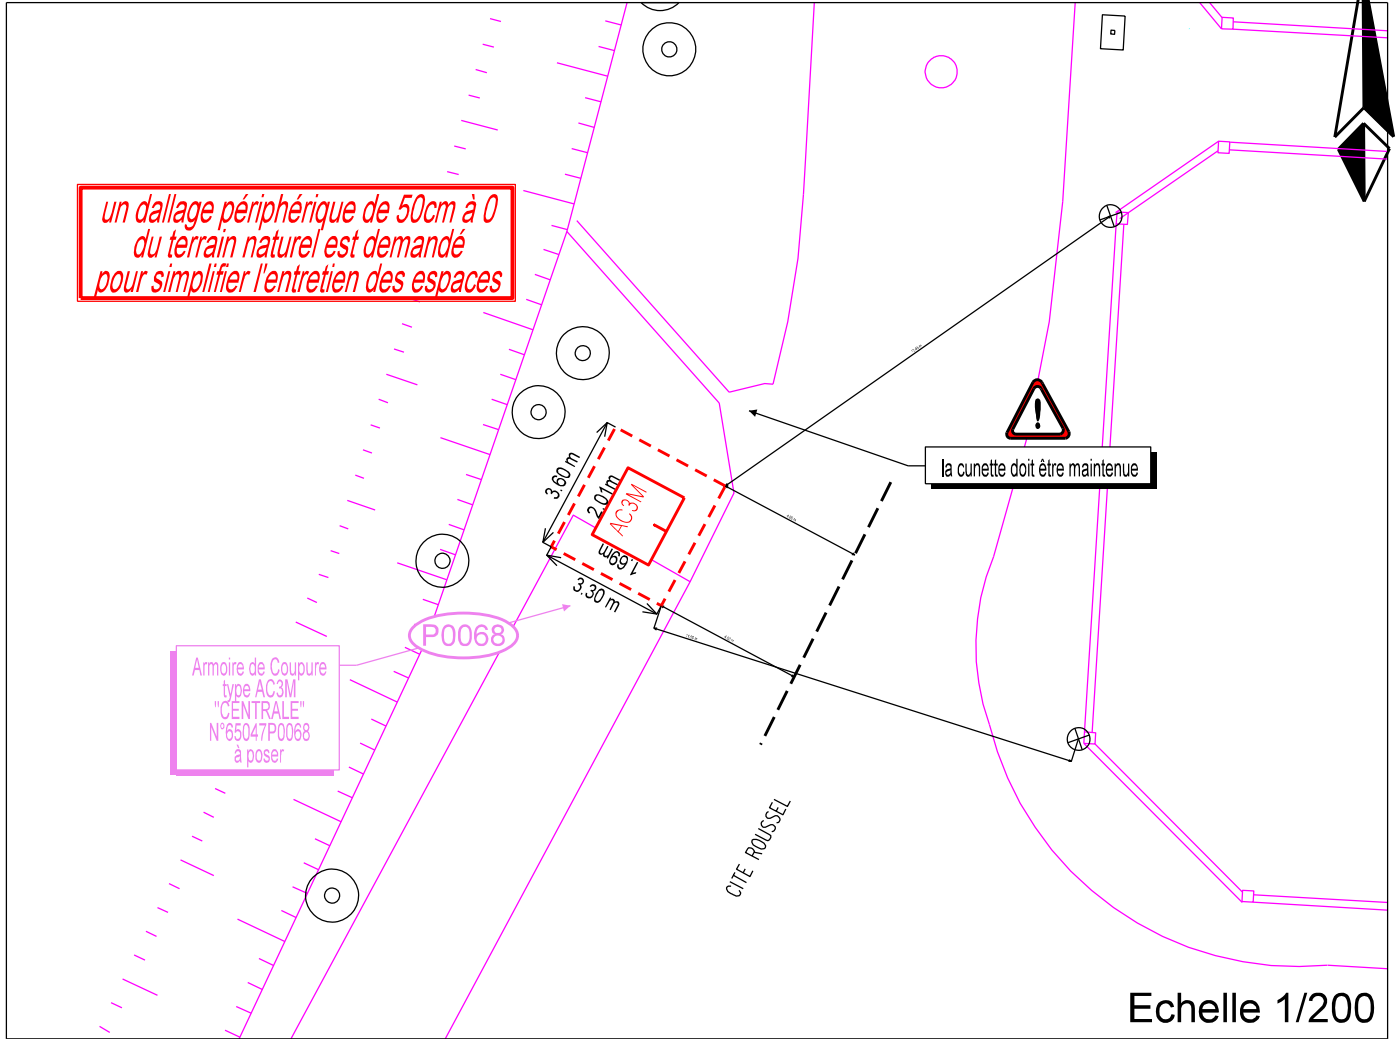 un dallage périphérique de 50cm à 0
du terrain naturel est demandé
pour simplifier l'entretien des espaces
la cunette doit être maintenue
3.60 m
2.01m
AC3M
1.69m
3.30 m
P0068
Armoire de Coupure
type AC3M
"CENTRALE"
N°65047P0068
à poser
CITE ROUSSEL
Echelle 1/200